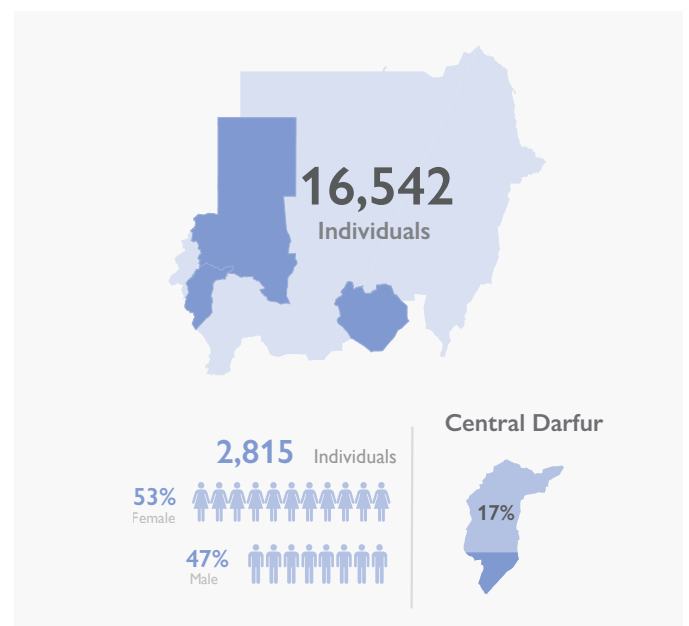 16,542
Individuals
Central Darfur
2,815 Individuals
53%
Female
47%
Male
17%